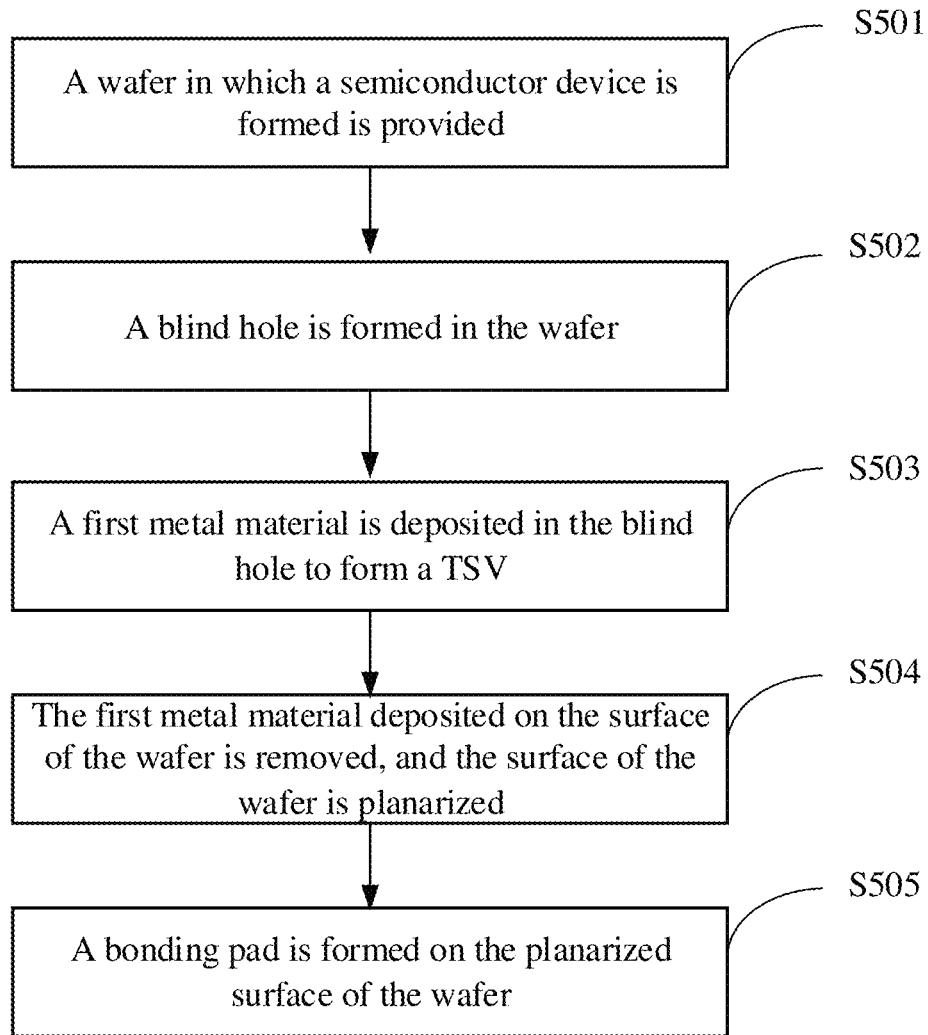 S501
A wafer in which a semiconductor device is
formed is provided
S502
A blind hole is formed in the wafer
S503
A first metal material is deposited in the blind
hole to form a TSV
S504
The first metal material deposited on the surface
of the wafer is removed, and the surface of the
wafer is planarized
S505
A bonding pad is formed on the planarized
surface of the wafer